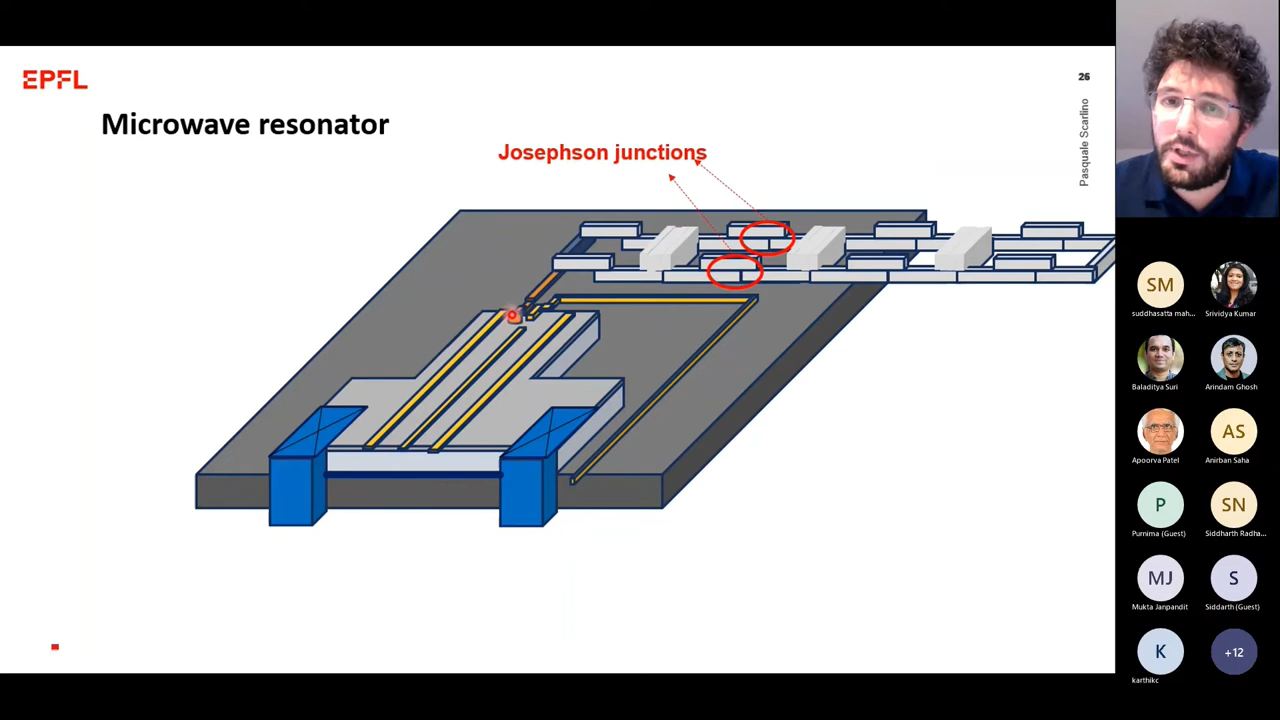 EPFL
26
Microwave resonator
Pasquale Scarlino
Josephson junctions
SM
suddhasatta mah...
Srividya Kumar
Baladitya Suri
Arindam Ghosh
Apoorva Patel
AS
Anirban Saha
P
Purnima (Guest)
SN
Siddharth Radha...
MJ
Mukta Janpandit
S
Siddarth (Guest)
K
karthikc
+12